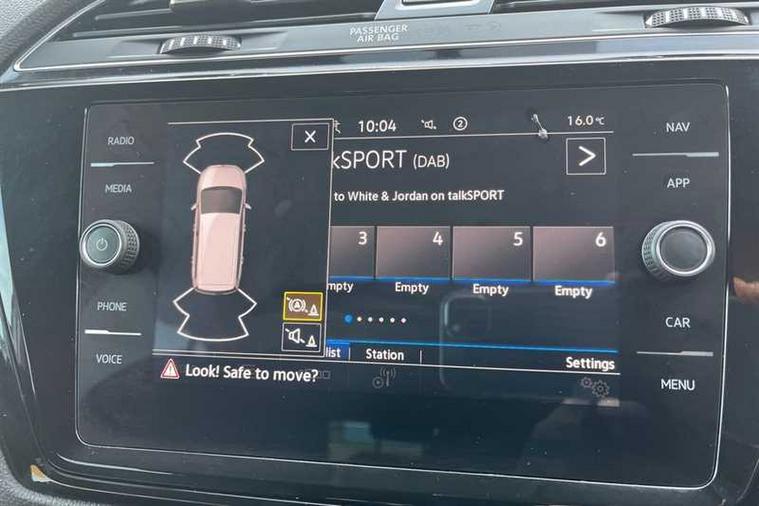 PASSENGER
AIR BAG
RADIO
MEDIA
PHONE
VOICE
X
10:04
2
16.0°C
kSPORT (DAB)
>
to White & Jordan on talkSPORT
3
4
5
6
mpty
Empty
Empty
Empty
list
Station
Settings
Look! Safe to move?
NAV
APP
CAR
MENU